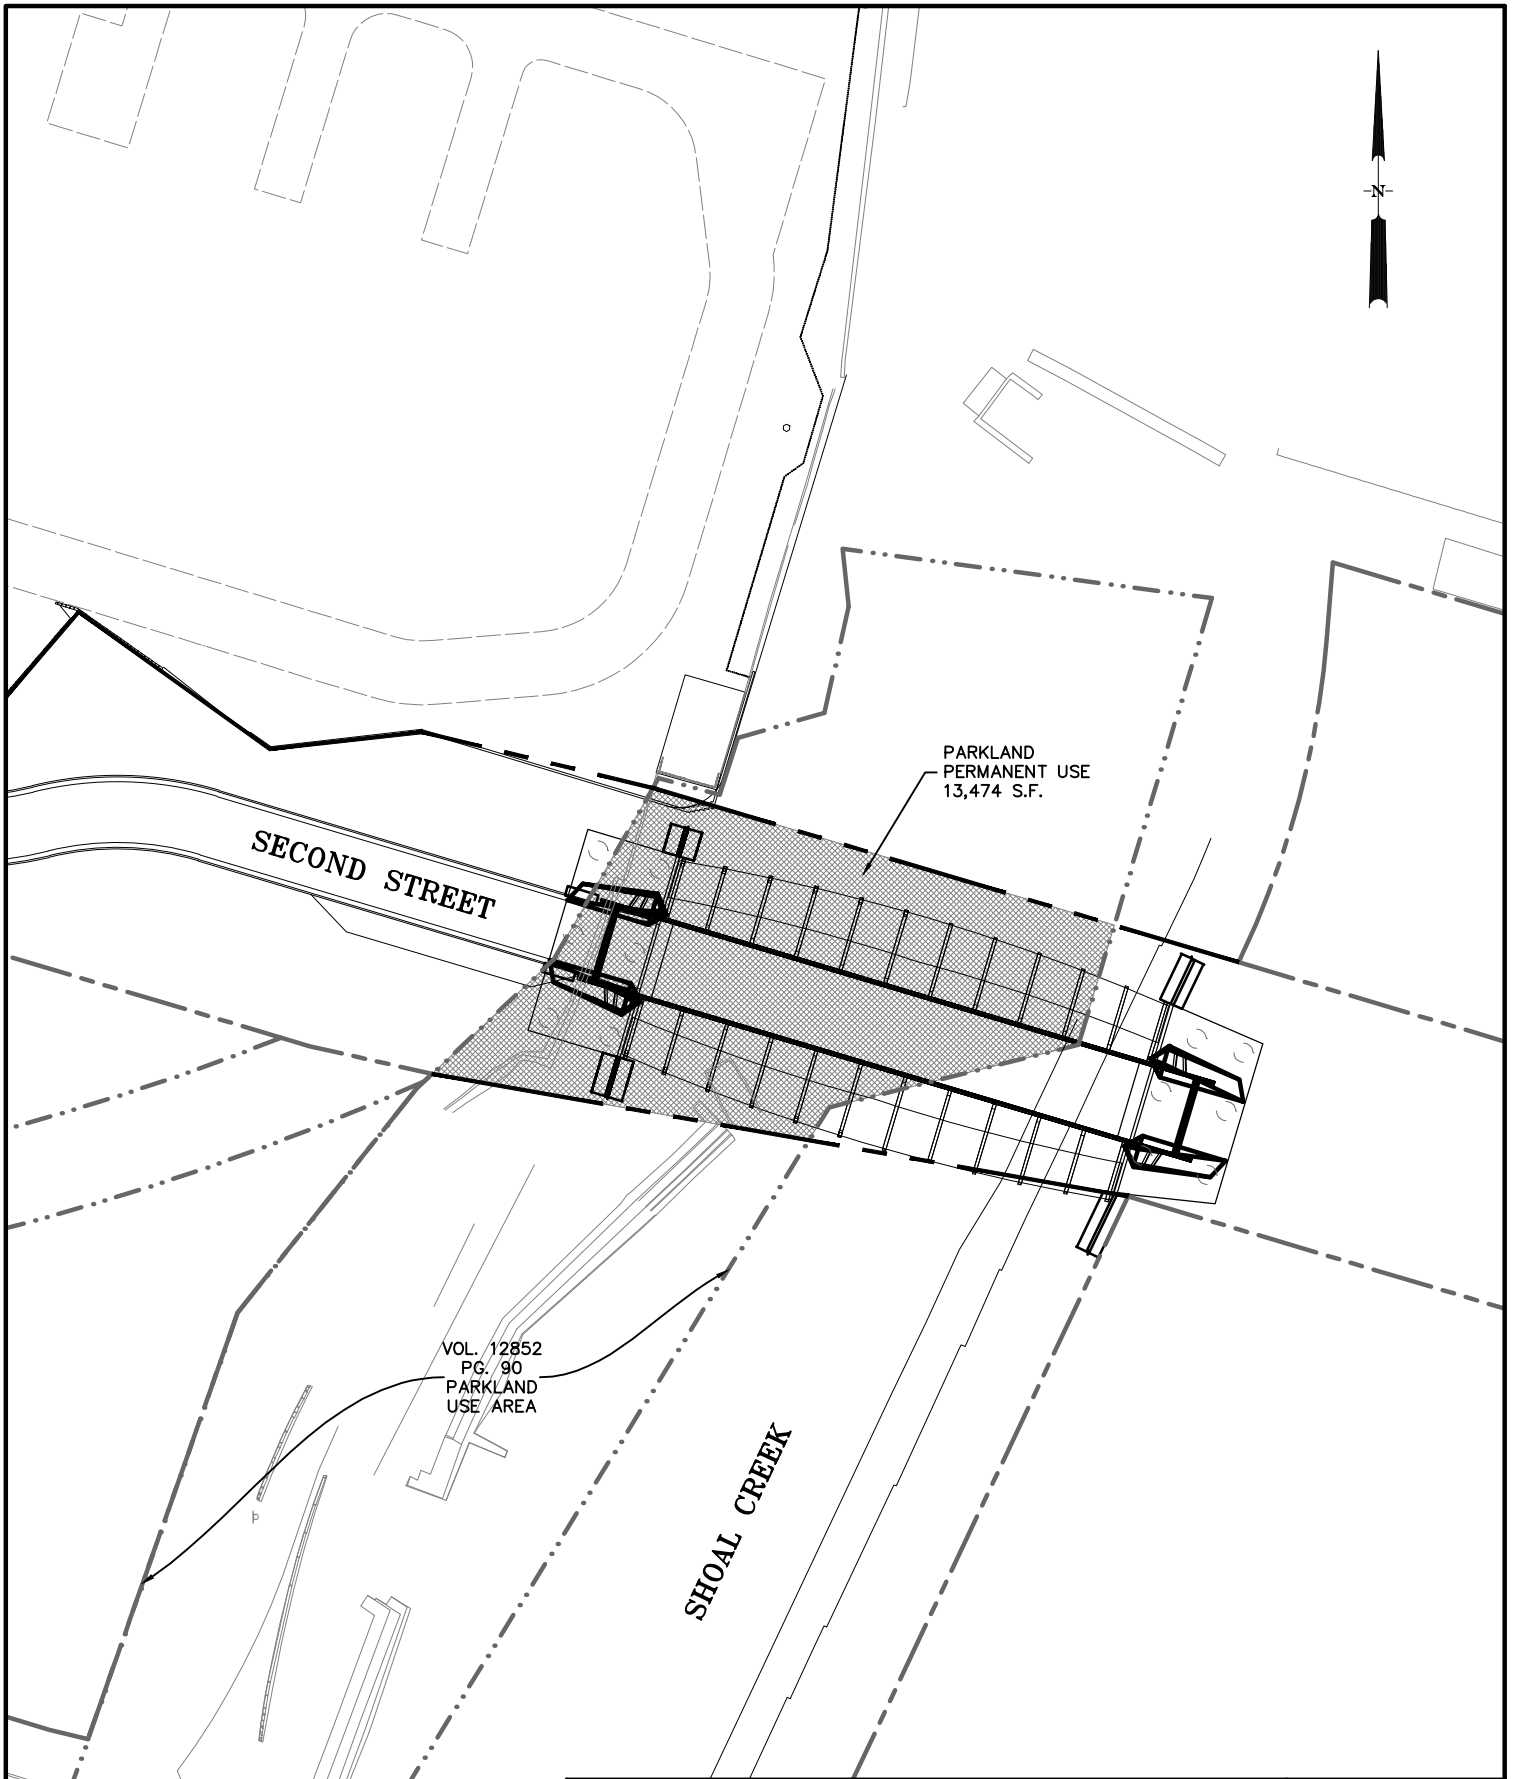 N
PARKLAND
PERMANENT USE
13,474 S.F.
SECOND STREET
VOL. 12852
PG. 90
PARKLAND
USE AREA
SHOAL CREEK